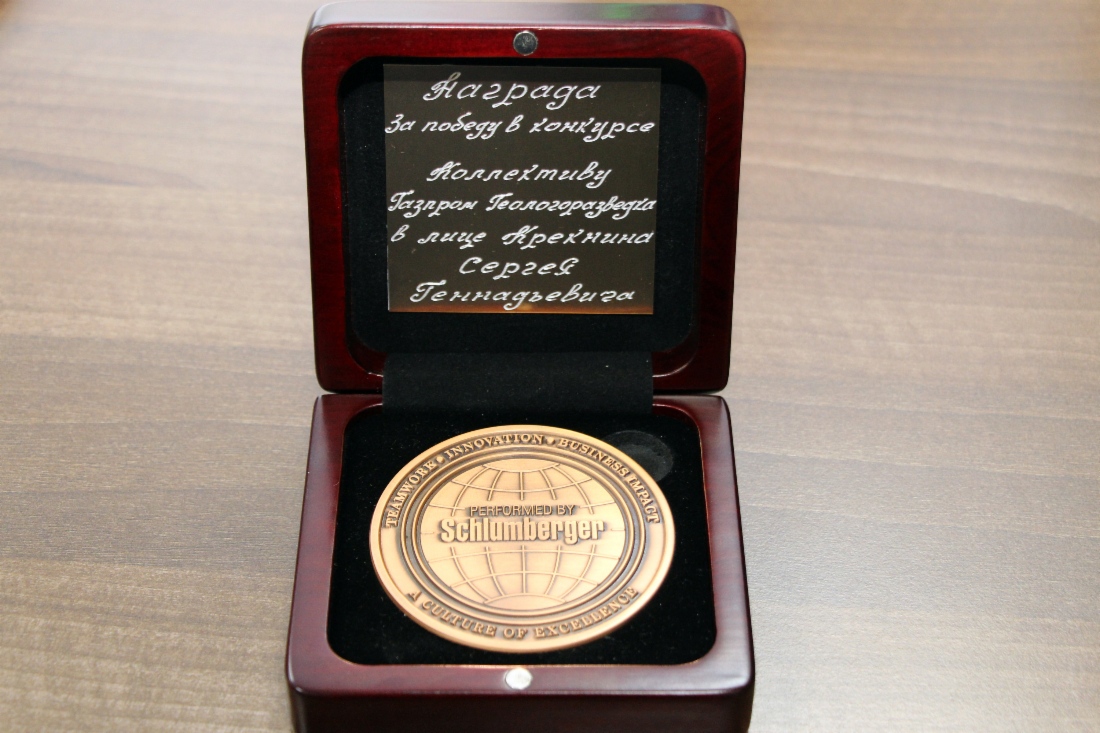 Награда
За победу в конкурсе
Коллективу
Газпром Геологоразведка
в лице Крекнина
Сергея
Геннадьевича
TEAMWORK • INNOVATION • BUSINESS IMPACT
PERFORMED BY
Schlumberger
A CULTURE OF EXCELLENCE